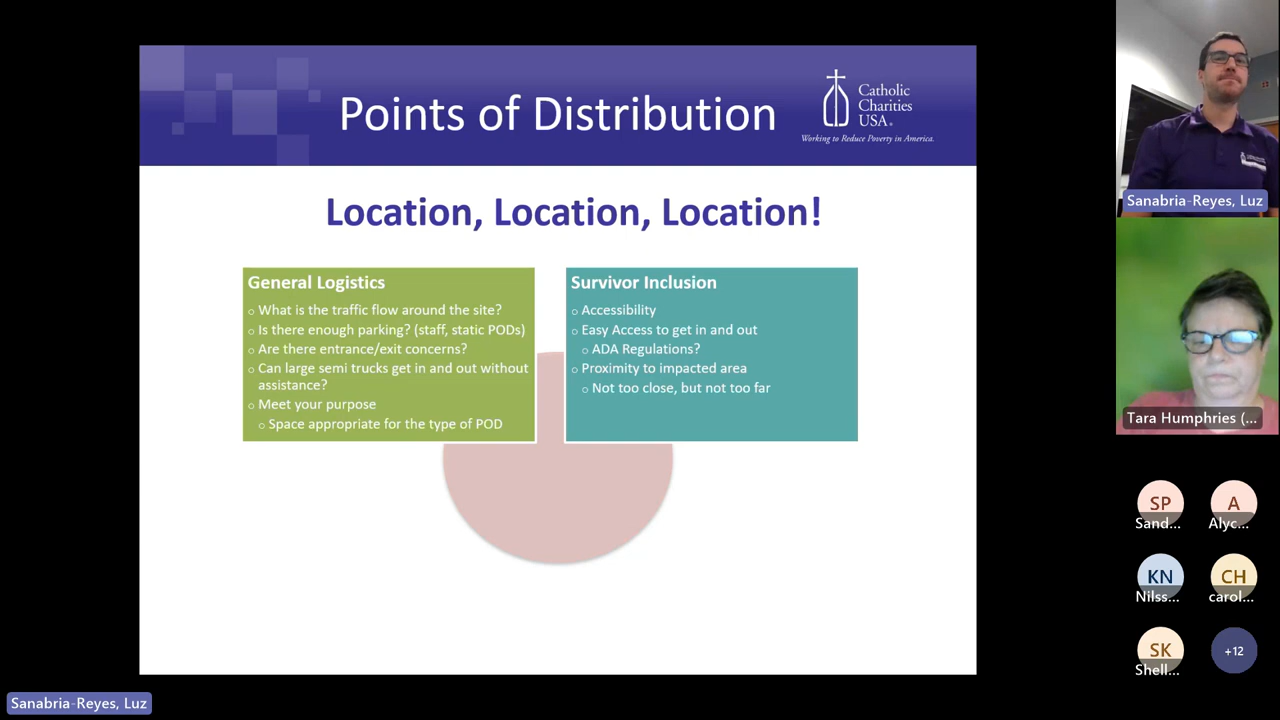 Points of Distribution
Catholic
Charities
USA®
Working to Reduce Poverty in America.
Location, Location, Location!
General Logistics
○ What is the traffic flow around the site?
○ Is there enough parking? (staff, static PODs)
○ Are there entrance/exit concerns?
○ Can large semi trucks get in and out without
assistance?
○ Meet your purpose
○ Space appropriate for the type of POD
Survivor Inclusion
○ Accessibility
○ Easy Access to get in and out
○ ADA Regulations?
○ Proximity to impacted area
○ Not too close, but not too far
Sanabria-Reyes, Luz
Tara Humphries (...
SP
Sand...
A
Alyc...
KN
Nilss...
CH
carol...
SK
Shell...
+12
Sanabria-Reyes, Luz